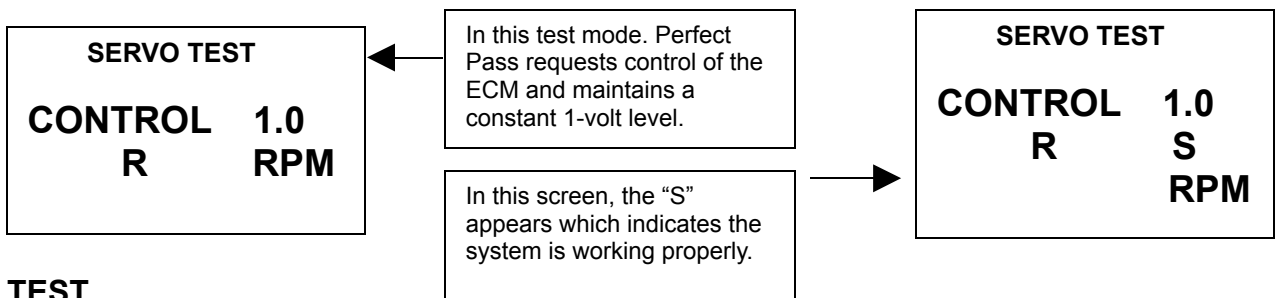 SERVO TEST
CONTROL 1.0
R RPM
In this test mode. Perfect
Pass requests control of the
ECM and maintains a
constant 1-volt level.
In this screen, the “S”
appears which indicates the
system is working properly.
SERVO TEST
CONTROL 1.0
R S
RPM
TEST